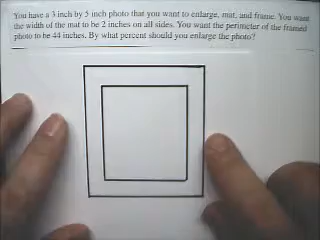 You have a 3 inch by 5 inch photo that you want to enlarge, mat, and frame. You want
the width of the mat to be 2 inches on all sides. You want the perimeter of the framed
photo to be 44 inches. By what percent should you enlarge the photo?